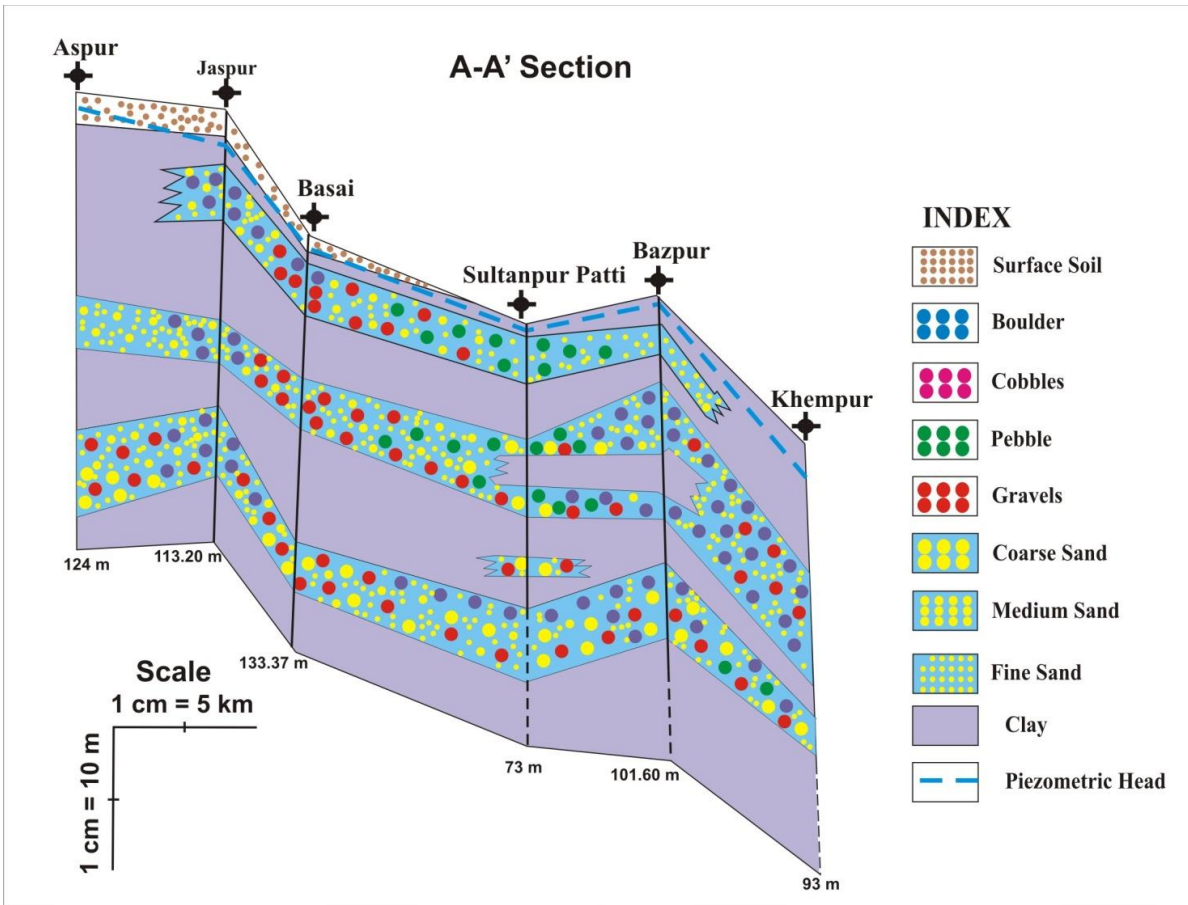 Aspur
Jaspur
A-A' Section
Basai
Sultanpur Patti
Bazpur
Khempur
INDEX
Surface Soil
Boulder
Cobbles
Pebble
Gravels
Coarse Sand
Medium Sand
Fine Sand
Clay
Piezometric Head
124 m
113.20 m
133.37 m
73 m
101.60 m
93 m
Scale
1 cm = 5 km
1 cm = 10 m